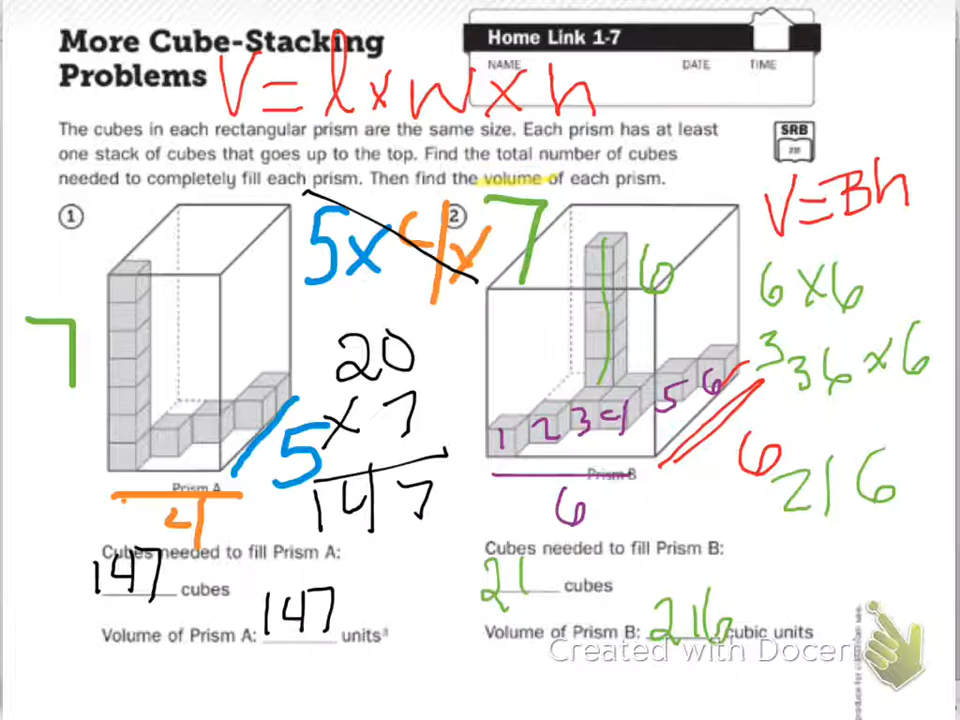 More Cube-Stacking
Problems
Home Link 1-7
NAME DATE TIME
V = l x w x h
The cubes in each rectangular prism are the same size. Each prism has at least
one stack of cubes that goes up to the top. Find the total number of cubes
needed to completely fill each prism. Then find the volume of each prism.
SRB
V = Bh
1
5 x 4 x 7
7
20
x 7
147
5
Prism A
4
2
6
1 2 3 4 5 6
Prism B
6
6
6 x 6
3
36 x 6
216
Cubes needed to fill Prism A:
147 cubes
Volume of Prism A: 147 units³
Cubes needed to fill Prism B:
21 cubes
Volume of Prism B: 216 cubic units
Created with Doceri